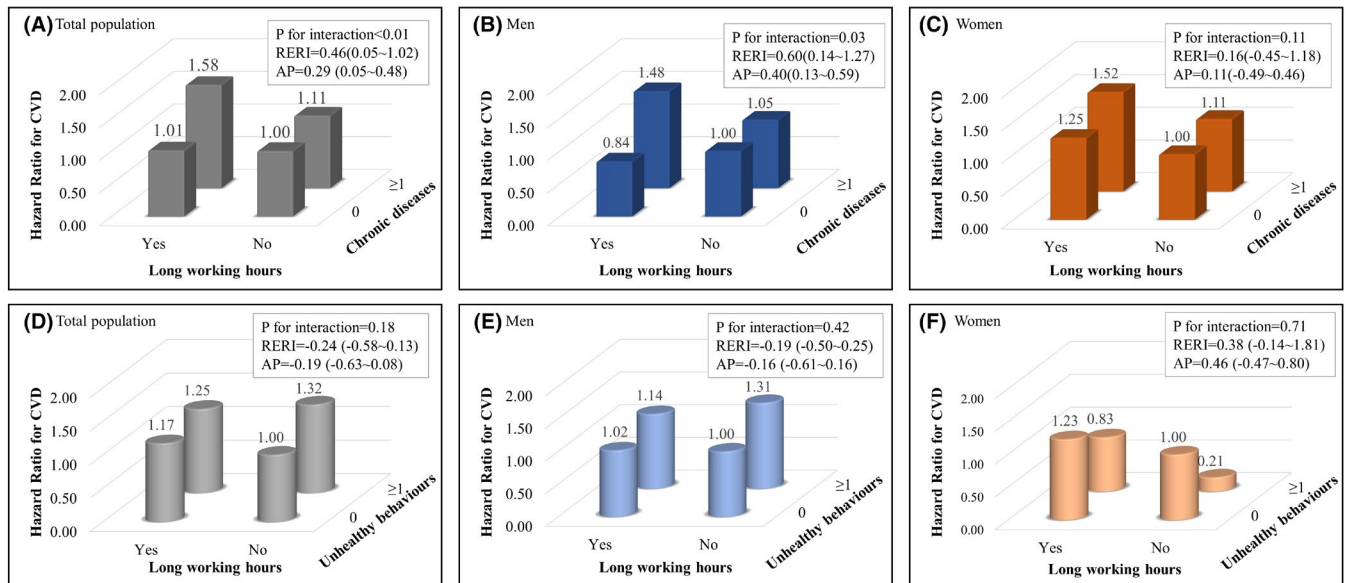 (A) Total population
P for interaction<0.01
RERI=0.46(0.05~1.02)
AP=0.29 (0.05~0.48)
Hazard Ratio for CVD
2.00
1.50
1.00
0.50
0.00
1.58
1.11
1.01
1.00
≥1
0
Chronic diseases
Yes
No
Long working hours
(B) Men
P for interaction=0.03
RERI=0.60(0.14~1.27)
AP=0.40(0.13~0.59)
Hazard Ratio for CVD
2.00
1.50
1.00
0.50
0.00
1.48
1.05
0.84
1.00
≥1
0
Chronic diseases
Yes
No
Long working hours
(C) Women
P for interaction=0.11
RERI=0.16(-0.45~1.18)
AP=0.11(-0.49~0.46)
Hazard Ratio for CVD
2.00
1.50
1.00
0.50
0.00
1.52
1.11
1.25
1.00
≥1
0
Chronic diseases
Yes
No
Long working hours
(D) Total population
P for interaction=0.18
RERI=-0.24 (-0.58~0.13)
AP=-0.19 (-0.63~0.08)
Hazard Ratio for CVD
2.00
1.50
1.00
0.50
0.00
1.25
1.32
1.17
1.00
≥1
0
Unhealthy behaviours
Yes
No
Long working hours
(E) Men
P for interaction=0.42
RERI=-0.19 (-0.50~0.25)
AP=-0.16 (-0.61~0.16)
Hazard Ratio for CVD
2.00
1.50
1.00
0.50
0.00
1.14
1.31
1.02
1.00
≥1
0
Unhealthy behaviours
Yes
No
Long working hours
(F) Women
P for interaction=0.71
RERI=0.38 (-0.14~1.81)
AP=0.46 (-0.47~0.80)
Hazard Ratio for CVD
2.00
1.50
1.00
0.50
0.00
1.23
0.83
1.00
0.21
≥1
0
Unhealthy behaviours
Yes
No
Long working hours